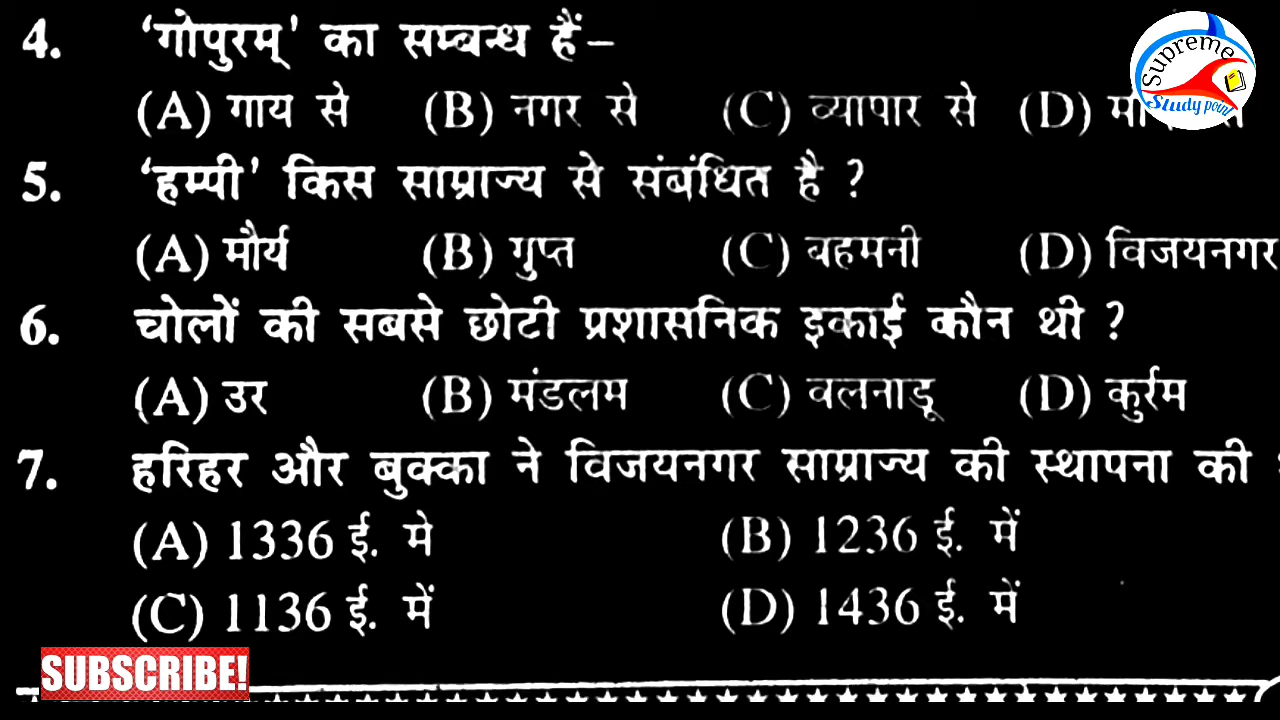 4. 'गोपुरम्' का सम्बन्ध हैं–
(A) गाय से (B) नगर से (C) व्यापार से (D)
5. 'हम्पी' किस साम्राज्य से संबंधित है ?
(A) मौर्य (B) गुप्त (C) बहमनी (D) विजयनगर
6. चोलों की सबसे छोटी प्रशासनिक इकाई कौन थी ?
(A) उर (B) मंडलम (C) वलनाडू (D) कुर्रम
7. हरिहर और बुक्का ने विजयनगर साम्राज्य की स्थापना की
(A) 1336 ई. मे (B) 1236 ई. में
(C) 1136 ई. में (D) 1436 ई. में
Supreme
Study point
SUBSCRIBE!